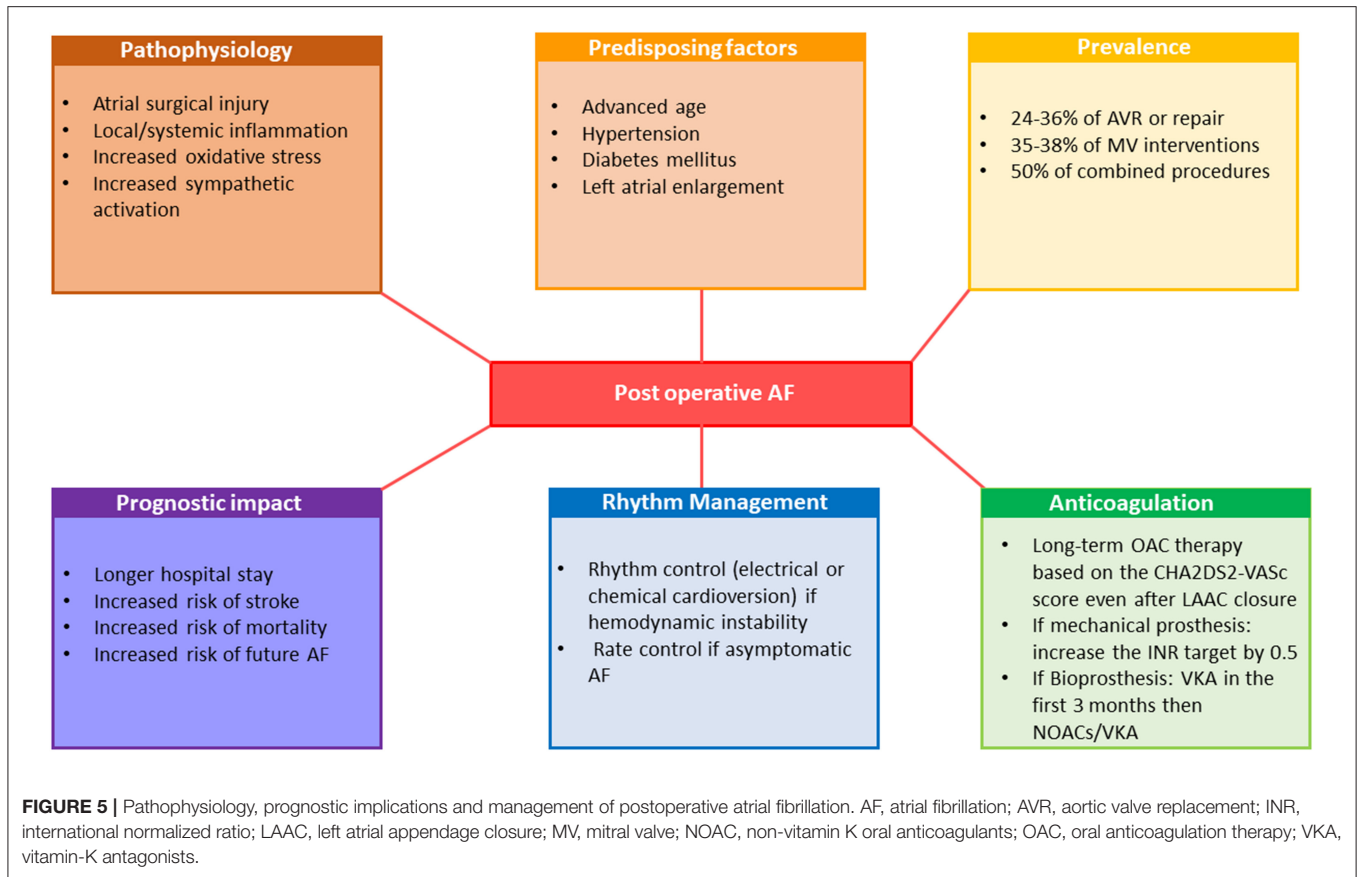 Pathophysiology
• Atrial surgical injury
• Local/systemic inflammation
• Increased oxidative stress
• Increased sympathetic
activation
Predisposing factors
• Advanced age
• Hypertension
• Diabetes mellitus
• Left atrial enlargement
Prevalence
• 24-36% of AVR or repair
• 35-38% of MV interventions
• 50% of combined procedures
Post operative AF
Prognostic impact
• Longer hospital stay
• Increased risk of stroke
• Increased risk of mortality
• Increased risk of future AF
Rhythm Management
• Rhythm control (electrical or
chemical cardioversion) if
hemodynamic instability
• Rate control if asymptomatic
AF
Anticoagulation
• Long-term OAC therapy
based on the CHA2DS2-VASc
score even after LAAC closure
• If mechanical prosthesis:
increase the INR target by 0.5
• If Bioprosthesis: VKA in the
first 3 months then
NOACs/VKA
FIGURE 5 | Pathophysiology, prognostic implications and management of postoperative atrial fibrillation. AF, atrial fibrillation; AVR, aortic valve replacement; INR,
international normalized ratio; LAAC, left atrial appendage closure; MV, mitral valve; NOAC, non-vitamin K oral anticoagulants; OAC, oral anticoagulation therapy; VKA,
vitamin-K antagonists.